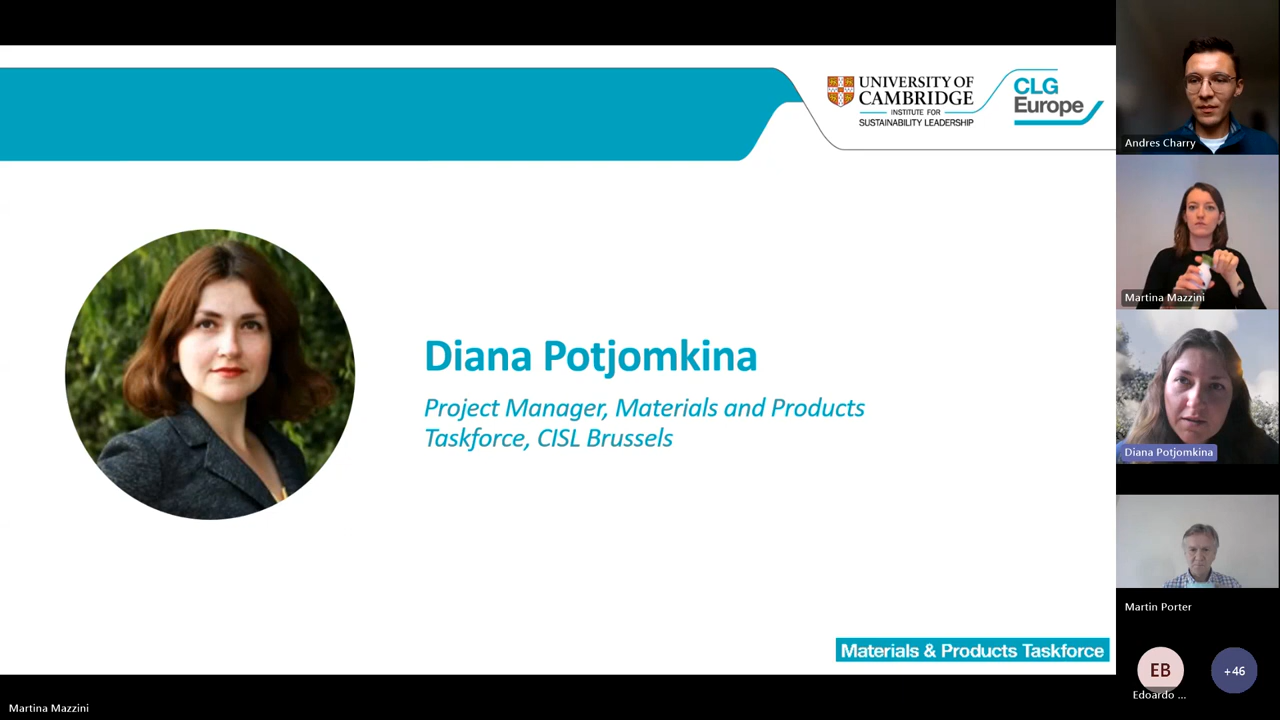 UNIVERSITY OF
CAMBRIDGE
INSTITUTE FOR
SUSTAINABILITY LEADERSHIP
CLG
Europe
Diana Potjomkina
Project Manager, Materials and Products
Taskforce, CISL Brussels
Materials & Products Taskforce
Andres Charry
Martina Mazzini
Diana Potjomkina
Martin Porter
EB
Edoardo ...
+46
Martina Mazzini